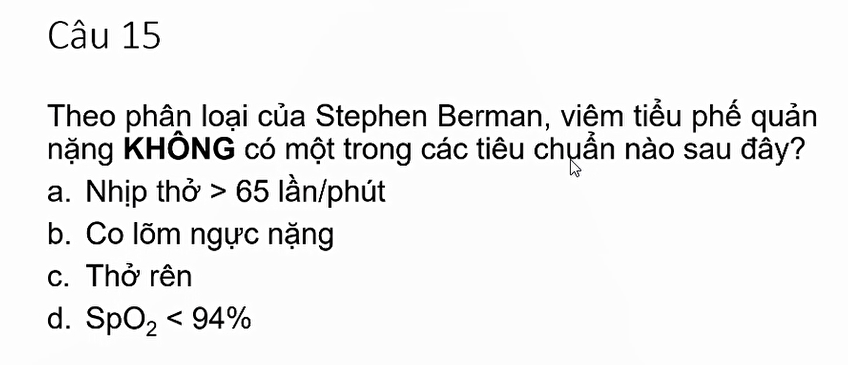 Câu 15
Theo phân loại của Stephen Berman, viêm tiểu phế quản
nặng KHÔNG có một trong các tiêu chuẩn nào sau đây?
a. Nhịp thở > 65 lần/phút
b. Co lõm ngực nặng
c. Thở rên
d. SpO₂ < 94%